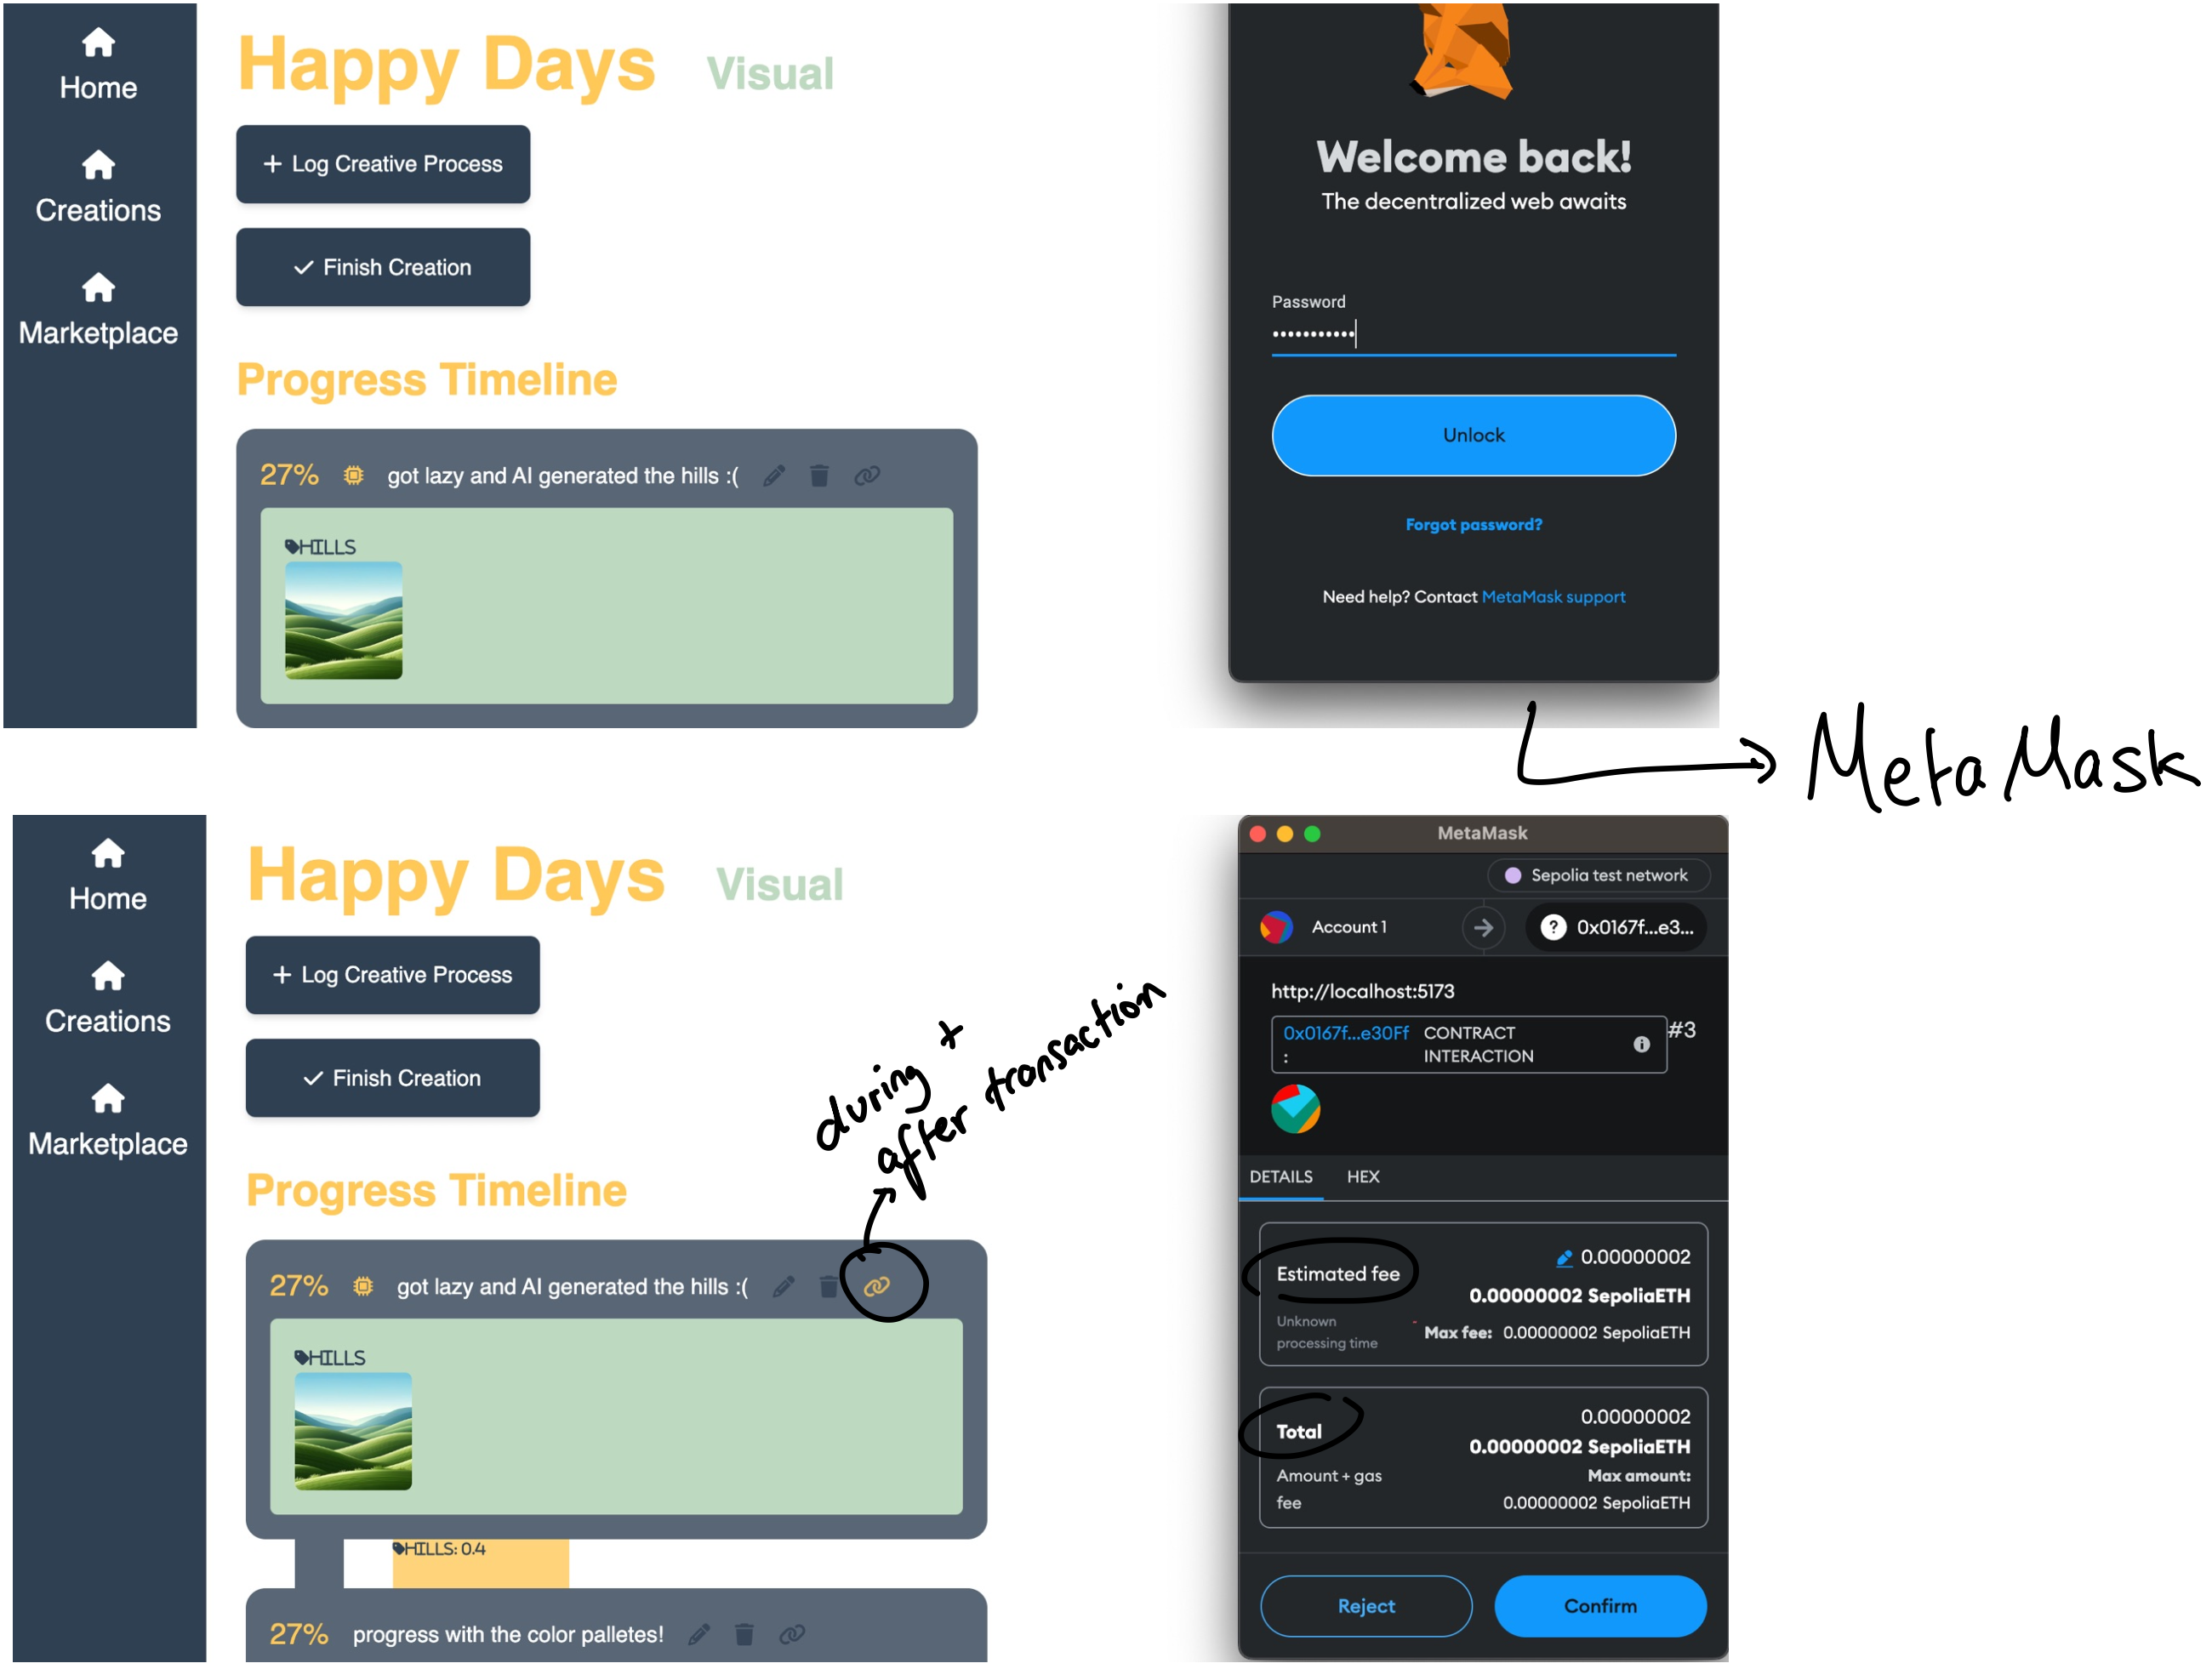 Home
Creations
Marketplace
Happy Days Visual
+ Log Creative Process
✓ Finish Creation
Progress Timeline
27% got lazy and AI generated the hills :(
HILLS
Welcome back!
The decentralized web awaits
Password
•••••••••••
Unlock
Forgot password?
Need help? Contact MetaMask support
MetaMask
Home
Creations
Marketplace
Happy Days Visual
+ Log Creative Process
✓ Finish Creation
Progress Timeline
during +
after transaction
27% got lazy and AI generated the hills :(
HILLS
HILLS: 0.4
27% progress with the color palletes!
MetaMask
Sepolia test network
Account 1
? 0x0167f...e3...
http://localhost:5173
0x0167f...e30Ff CONTRACT #3
: INTERACTION
DETAILS HEX
Estimated fee 0.00000002
0.00000002 SepoliaETH
Unknown
processing time
Max fee: 0.00000002 SepoliaETH
Total 0.00000002
0.00000002 SepoliaETH
Amount + gas
fee
Max amount:
0.00000002 SepoliaETH
Reject Confirm